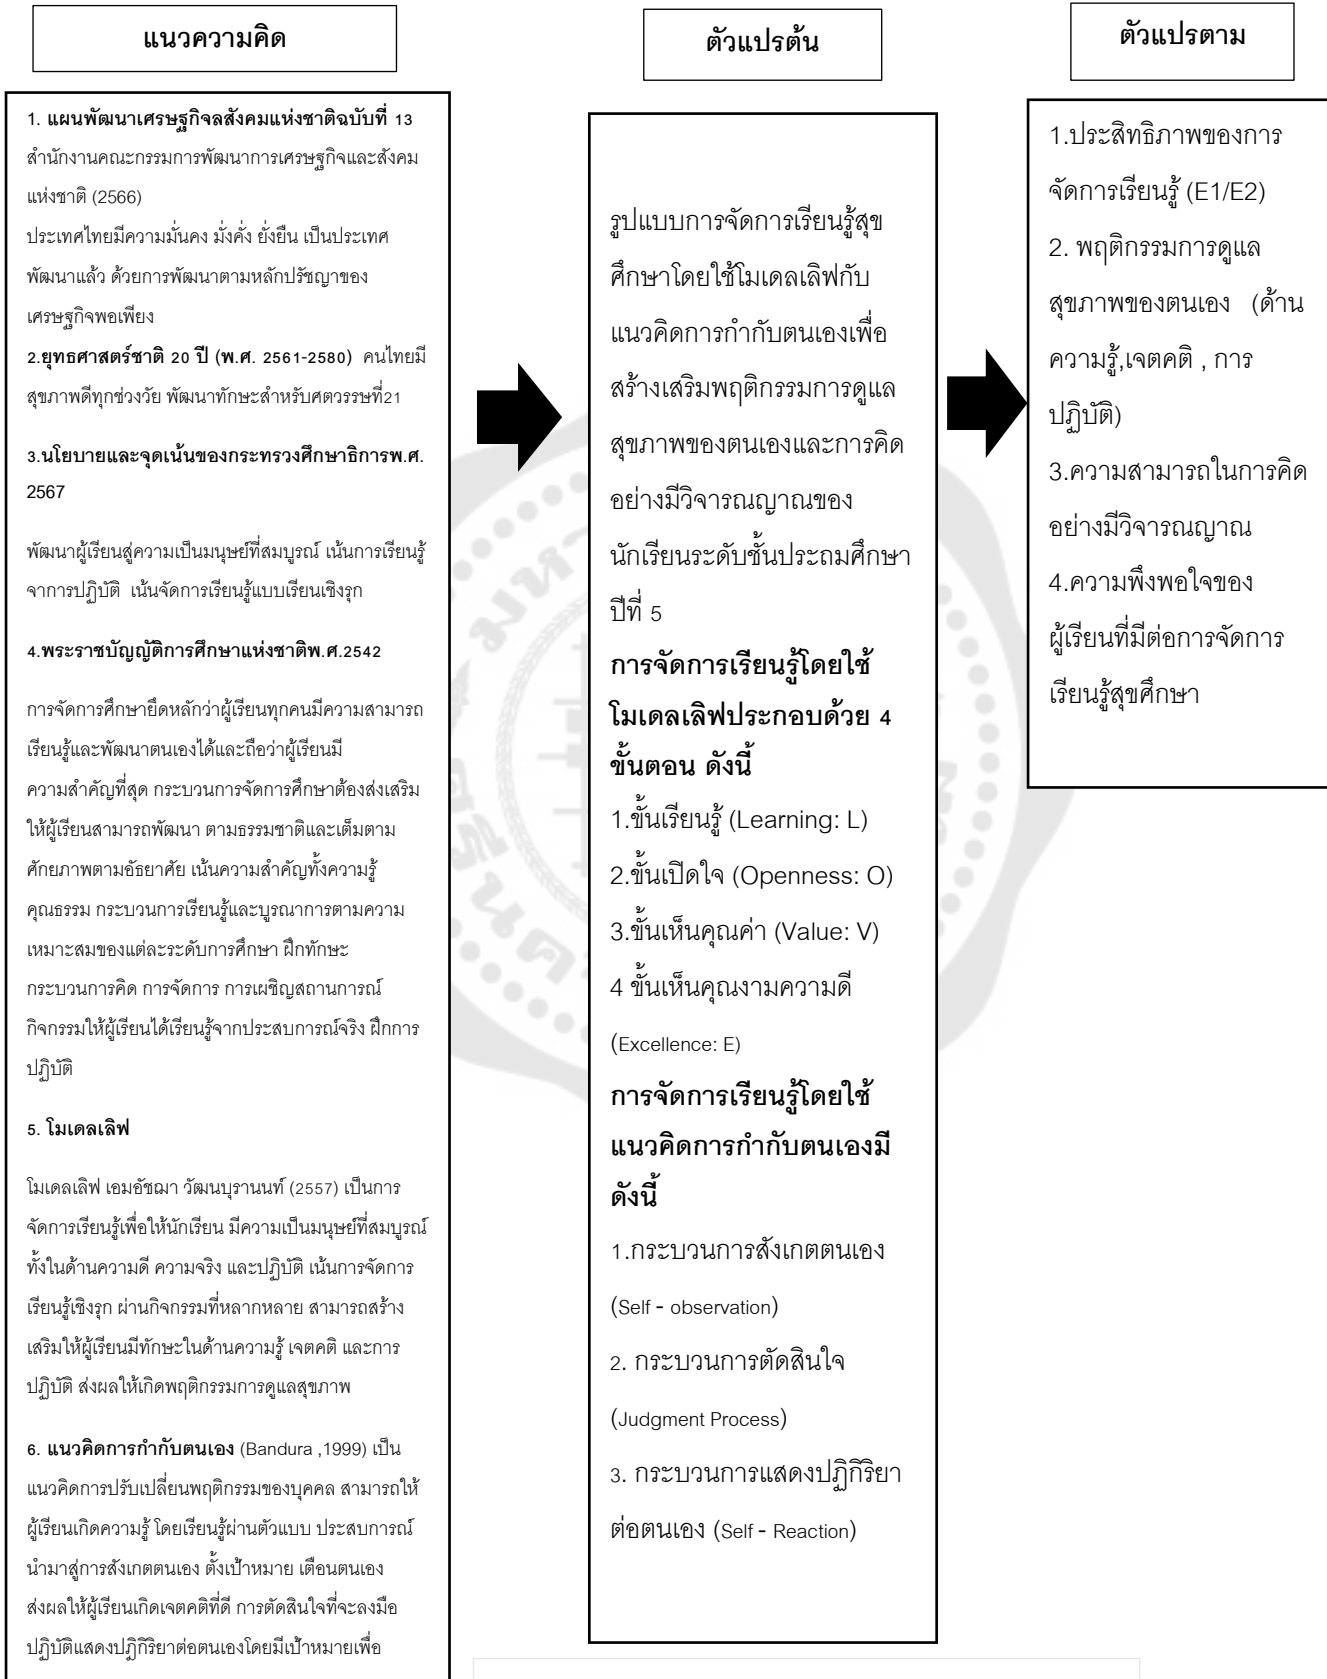 แนวความคิด
1. แผนพัฒนาเศรษฐกิจลสังคมแห่งชาติฉบับที่ 13
สำนักงานคณะกรรมการพัฒนาการเศรษฐกิจและสังคม
แห่งชาติ (2566)
ประเทศไทยมีความมั่นคง มั่งคั่ง ยั่งยืน เป็นประเทศ
พัฒนาแล้ว ด้วยการพัฒนาตามหลักปรัชญาของ
เศรษฐกิจพอเพียง
2.ยุทธศาสตร์ชาติ 20 ปี (พ.ศ. 2561-2580) คนไทยมี
สุขภาพดีทุกช่วงวัย พัฒนาทักษะสำหรับศตวรรษที่21
3.นโยบายและจุดเน้นของกระทรวงศึกษาธิการพ.ศ.
2567
พัฒนาผู้เรียนสู่ความเป็นมนุษย์ที่สมบูรณ์ เน้นการเรียนรู้
จากการปฏิบัติ เน้นจัดการเรียนรู้แบบเรียนเชิงรุก
4.พระราชบัญญัติการศึกษาแห่งชาติพ.ศ.2542
การจัดการศึกษายึดหลักว่าผู้เรียนทุกคนมีความสามารถ
เรียนรู้และพัฒนาตนเองได้และถือว่าผู้เรียนมี
ความสำคัญที่สุด กระบวนการจัดการศึกษาต้องส่งเสริม
ให้ผู้เรียนสามารถพัฒนา ตามธรรมชาติและเต็มตาม
ศักยภาพตามอัธยาศัย เน้นความสำคัญทั้งความรู้
คุณธรรม กระบวนการเรียนรู้และบูรณาการตามความ
เหมาะสมของแต่ละระดับการศึกษา ฝึกทักษะ
กระบวนการคิด การจัดการ การเผชิญสถานการณ์
กิจกรรมให้ผู้เรียนได้เรียนรู้จากประสบการณ์จริง ฝึกการ
ปฏิบัติ
5. โมเดลเลิฟ
โมเดลเลิฟ เอมอัชฌา วัฒนบุรานนท์ (2557) เป็นการ
จัดการเรียนรู้เพื่อให้นักเรียน มีความเป็นมนุษย์ที่สมบูรณ์
ทั้งในด้านความดี ความจริง และปฏิบัติ เน้นการจัดการ
เรียนรู้เชิงรุก ผ่านกิจกรรมที่หลากหลาย สามารถสร้าง
เสริมให้ผู้เรียนมีทักษะในด้านความรู้ เจตคติ และการ
ปฏิบัติ ส่งผลให้เกิดพฤติกรรมการดูแลสุขภาพ
6. แนวคิดการกำกับตนเอง (Bandura ,1999) เป็น
แนวคิดการปรับเปลี่ยนพฤติกรรมของบุคคล สามารถให้
ผู้เรียนเกิดความรู้ โดยเรียนรู้ผ่านตัวแบบ ประสบการณ์
นำมาสู่การสังเกตตนเอง ตั้งเป้าหมาย เตือนตนเอง
ส่งผลให้ผู้เรียนเกิดเจตคติที่ดี การตัดสินใจที่จะลงมือ
ปฏิบัติแสดงปฏิกิริยาต่อตนเองโดยมีเป้าหมายเพื่อ
ตัวแปรต้น
รูปแบบการจัดการเรียนรู้สุข
ศึกษาโดยใช้โมเดลเลิฟกับ
แนวคิดการกำกับตนเองเพื่อ
สร้างเสริมพฤติกรรมการดูแล
สุขภาพของตนเองและการคิด
อย่างมีวิจารณญาณของ
นักเรียนระดับชั้นประถมศึกษา
ปีที่ 5
การจัดการเรียนรู้โดยใช้
โมเดลเลิฟประกอบด้วย 4
ขั้นตอน ดังนี้
1.ขั้นเรียนรู้ (Learning: L)
2.ขั้นเปิดใจ (Openness: O)
3.ขั้นเห็นคุณค่า (Value: V)
4 ขั้นเห็นคุณงามความดี
(Excellence: E)
การจัดการเรียนรู้โดยใช้
แนวคิดการกำกับตนเองมี
ดังนี้
1.กระบวนการสังเกตตนเอง
(Self - observation)
2. กระบวนการตัดสินใจ
(Judgment Process)
3. กระบวนการแสดงปฏิกิริยา
ต่อตนเอง (Self - Reaction)
ตัวแปรตาม
1.ประสิทธิภาพของการ
จัดการเรียนรู้ (E1/E2)
2. พฤติกรรมการดูแล
สุขภาพของตนเอง (ด้าน
ความรู้,เจตคติ , การ
ปฏิบัติ)
3.ความสามารถในการคิด
อย่างมีวิจารณญาณ
4.ความพึงพอใจของ
ผู้เรียนที่มีต่อการจัดการ
เรียนรู้สุขศึกษา